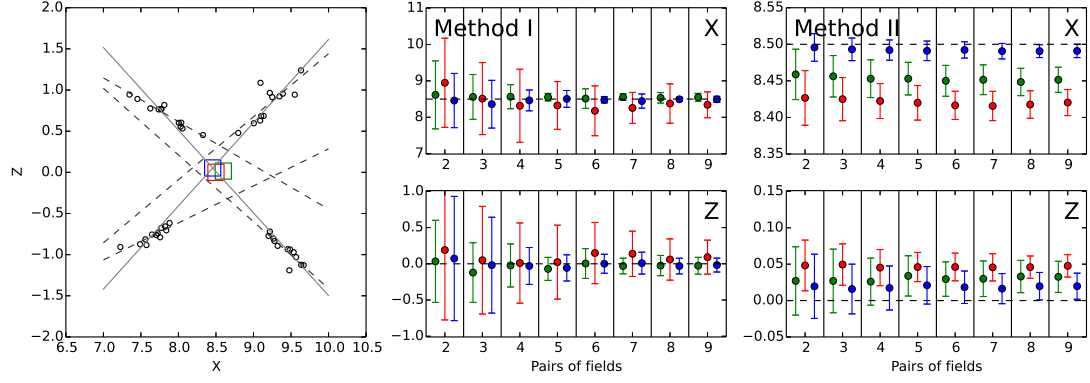 2.0
1.5
1.0
0.5
0.0
−0.5
−1.0
−1.5
−2.0
Z
6.5 7.0 7.5 8.0 8.5 9.0 9.5 10.0 10.5
X
Method I X
11
10
9
8
7
2 3 4 5 6 7 8 9
Z
1.0
0.5
0.0
−0.5
−1.0
2 3 4 5 6 7 8 9
Pairs of fields
Method II X
8.55
8.50
8.45
8.40
8.35
2 3 4 5 6 7 8 9
Z
0.15
0.10
0.05
0.00
−0.05
2 3 4 5 6 7 8 9
Pairs of fields